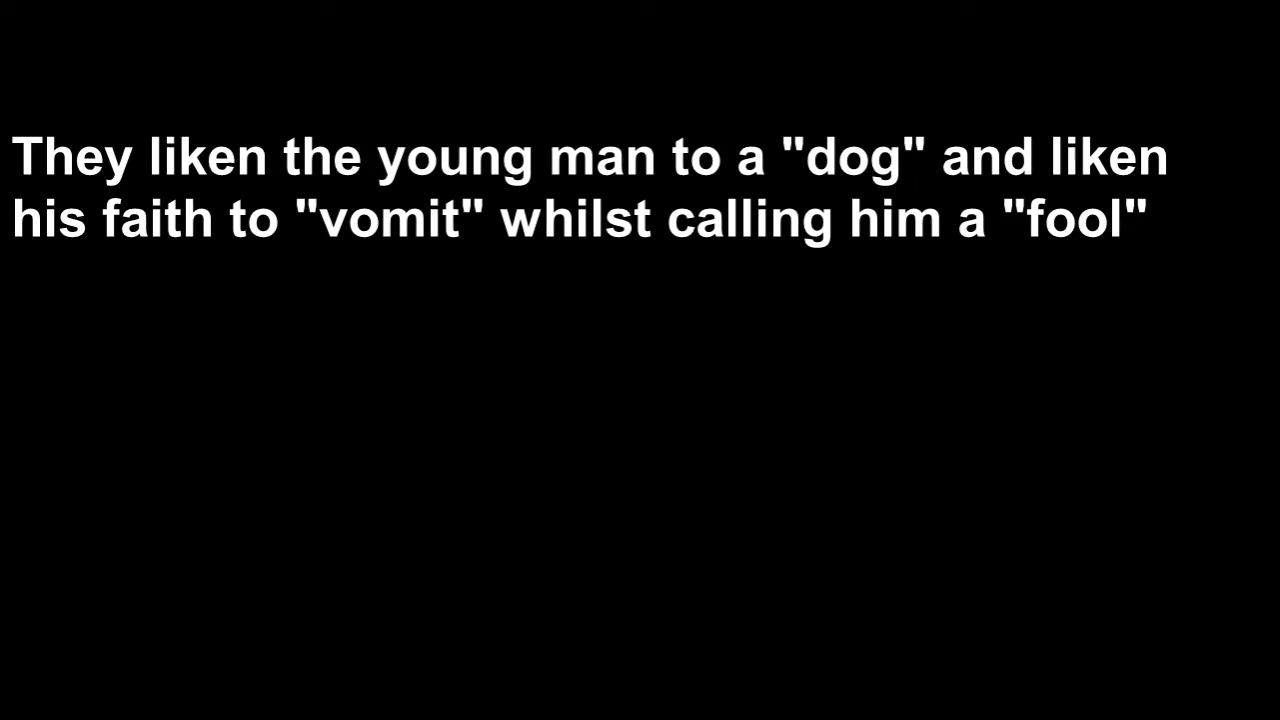 They liken the young man to a "dog" and liken
his faith to "vomit" whilst calling him a "fool"